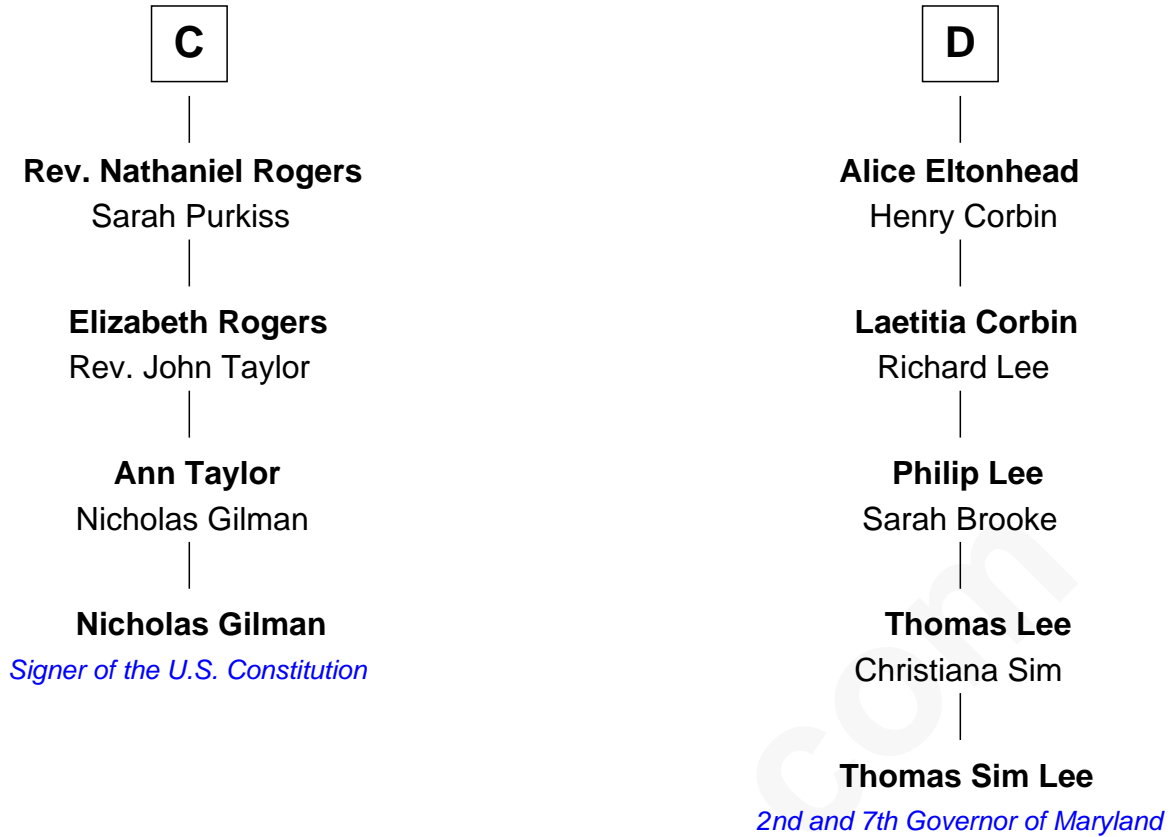 C
Rev. Nathaniel Rogers
Sarah Purkiss
Elizabeth Rogers
Rev. John Taylor
Ann Taylor
Nicholas Gilman
Nicholas Gilman
Signer of the U.S. Constitution
D
Alice Eltonhead
Henry Corbin
Laetitia Corbin
Richard Lee
Philip Lee
Sarah Brooke
Thomas Lee
Christiana Sim
Thomas Sim Lee
2nd and 7th Governor of Maryland
com